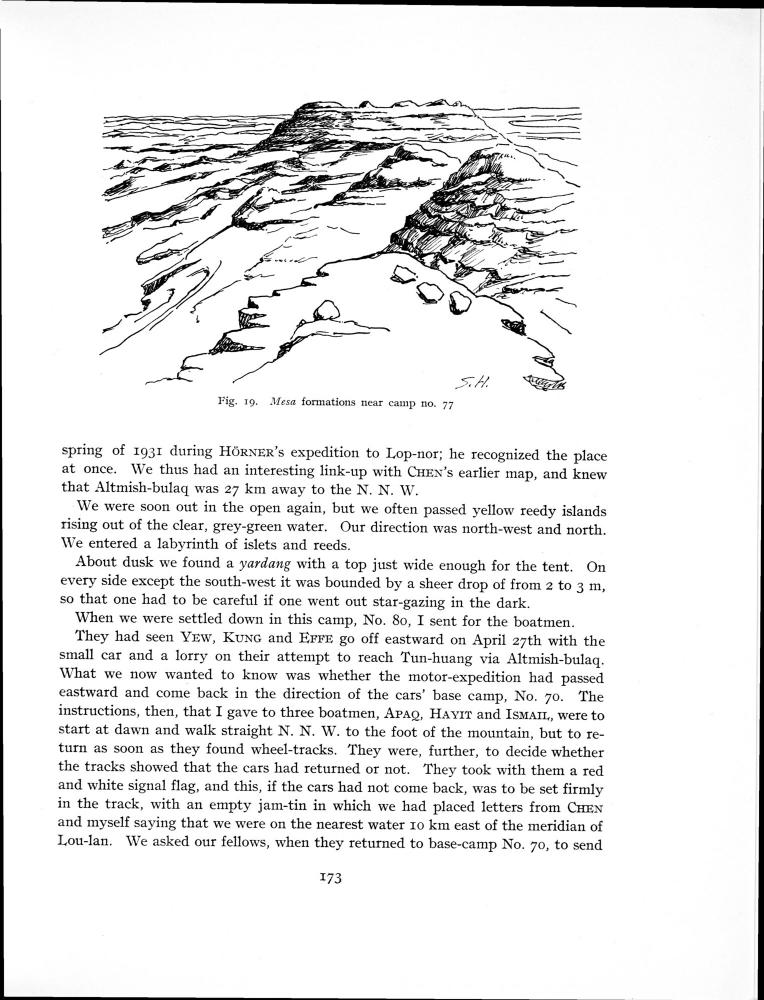 S. H.
Fig. 19. Mesa formations near camp no. 77
spring of 1931 during HÖRNER's expedition to Lop-nor; he recognized the place
at once. We thus had an interesting link-up with CHEN's earlier map, and knew
that Altmish-bulaq was 27 km away to the N. N. W.
We were soon out in the open again, but we often passed yellow reedy islands
rising out of the clear, grey-green water. Our direction was north-west and north.
We entered a labyrinth of islets and reeds.
About dusk we found a yardang with a top just wide enough for the tent. On
every side except the south-west it was bounded by a sheer drop of from 2 to 3 m,
so that one had to be careful if one went out star-gazing in the dark.
When we were settled down in this camp, No. 80, I sent for the boatmen.
They had seen YEW, KUNG and EFFE go off eastward on April 27th with the
small car and a lorry on their attempt to reach Tun-huang via Altmish-bulaq.
What we now wanted to know was whether the motor-expedition had passed
eastward and come back in the direction of the cars' base camp, No. 70. The
instructions, then, that I gave to three boatmen, APAQ, HAYIT and ISMAIL, were to
start at dawn and walk straight N. N. W. to the foot of the mountain, but to re-
turn as soon as they found wheel-tracks. They were, further, to decide whether
the tracks showed that the cars had returned or not. They took with them a red
and white signal flag, and this, if the cars had not come back, was to be set firmly
in the track, with an empty jam-tin in which we had placed letters from CHEN
and myself saying that we were on the nearest water 10 km east of the meridian of
Lou-lan. We asked our fellows, when they returned to base-camp No. 70, to send
173